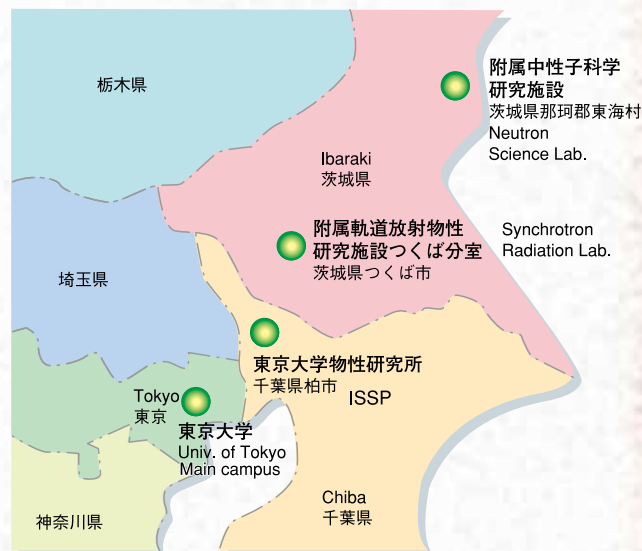 栃木県
附属中性子科学
研究施設
茨城県那珂郡東海村
Neutron
Science Lab.
Ibaraki
茨城県
附属軌道放射物性
研究施設つくば分室
茨城県つくば市
Synchrotron
Radiation Lab.
埼玉県
東京大学物性研究所
千葉県柏市
ISSP
Tokyo
東京
東京大学
Univ. of Tokyo
Main campus
Chiba
千葉県
神奈川県